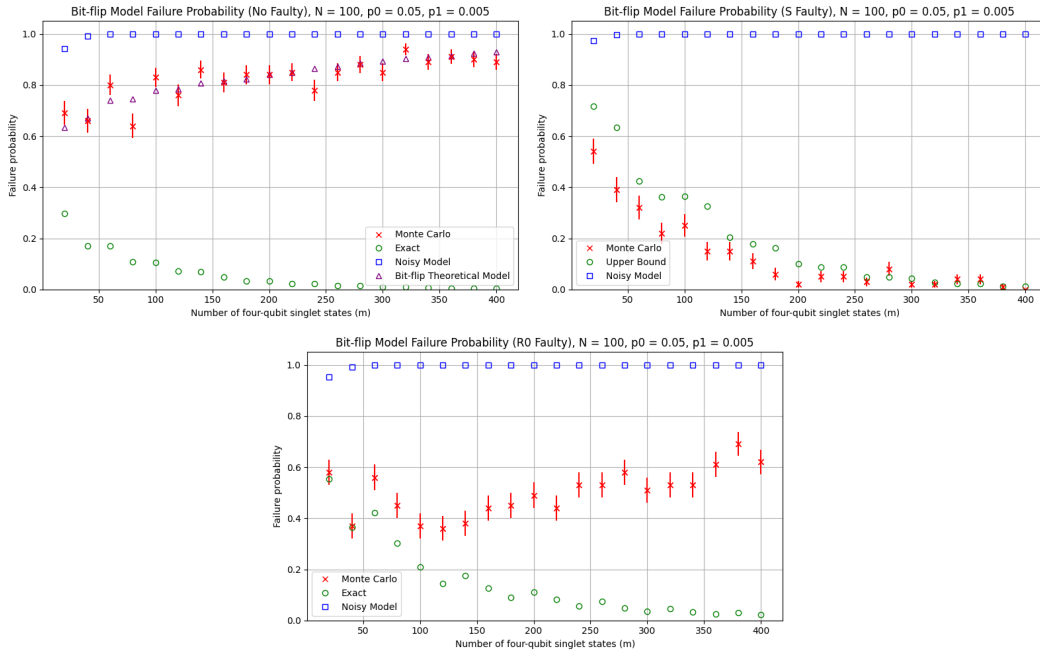 Bit-flip Model Failure Probability (No Faulty), N = 100, p0 = 0.05, p1 = 0.005
Failure probability
1.0
0.8
0.6
0.4
0.2
0.0
Monte Carlo
Exact
Noisy Model
Bit-flip Theoretical Model
50 100 150 200 250 300 350 400
Number of four-qubit singlet states (m)
Bit-flip Model Failure Probability (S Faulty), N = 100, p0 = 0.05, p1 = 0.005
Failure probability
1.0
0.8
0.6
0.4
0.2
0.0
Monte Carlo
Upper Bound
Noisy Model
50 100 150 200 250 300 350 400
Number of four-qubit singlet states (m)
Bit-flip Model Failure Probability (R0 Faulty), N = 100, p0 = 0.05, p1 = 0.005
Failure probability
1.0
0.8
0.6
0.4
0.2
0.0
Monte Carlo
Exact
Noisy Model
50 100 150 200 250 300 350 400
Number of four-qubit singlet states (m)